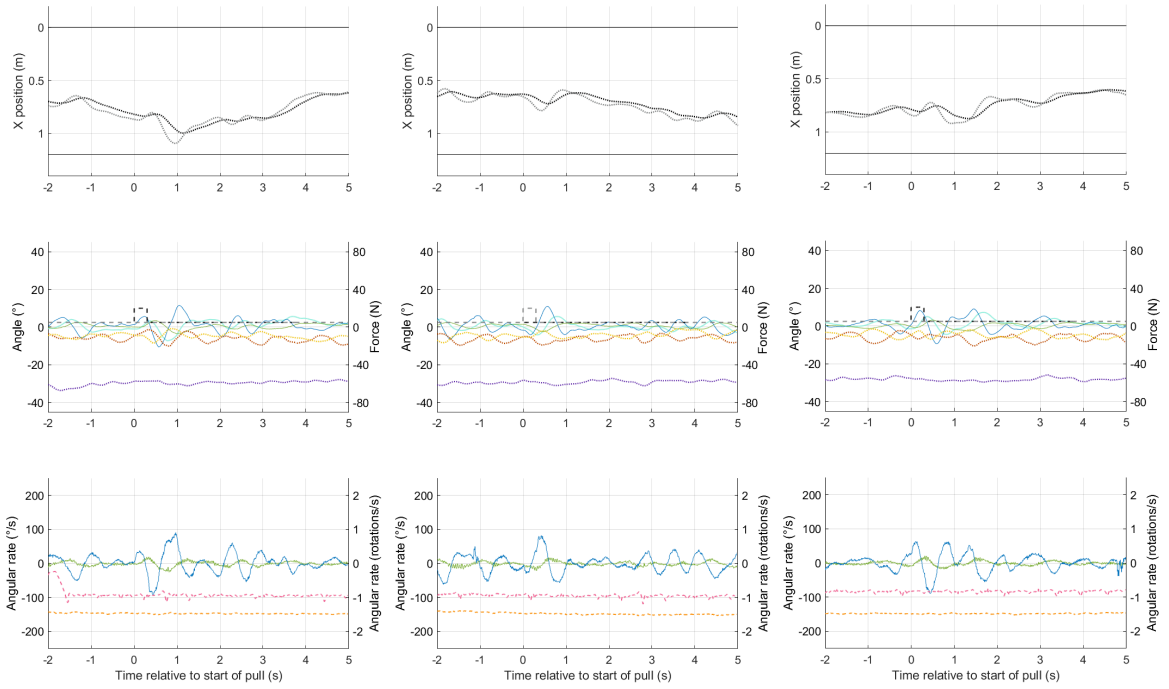 0
0.5
1
X position (m)
-2 -1 0 1 2 3 4 5
0
0.5
1
X position (m)
-2 -1 0 1 2 3 4 5
0
0.5
1
X position (m)
-2 -1 0 1 2 3 4 5
40
20
0
-20
-40
Angle (°)
80
40
0
-40
-80
Force (N)
-2 -1 0 1 2 3 4 5
40
20
0
-20
-40
Angle (°)
80
40
0
-40
-80
Force (N)
-2 -1 0 1 2 3 4 5
40
20
0
-20
-40
Angle (°)
80
40
0
-40
-80
Force (N)
-2 -1 0 1 2 3 4 5
200
100
0
-100
-200
Angular rate (°/s)
2
1
0
-1
-2
Angular rate (rotations/s)
-2 -1 0 1 2 3 4 5
Time relative to start of pull (s)
200
100
0
-100
-200
Angular rate (°/s)
2
1
0
-1
-2
Angular rate (rotations/s)
-2 -1 0 1 2 3 4 5
Time relative to start of pull (s)
200
100
0
-100
-200
Angular rate (°/s)
2
1
0
-1
-2
Angular rate (rotations/s)
-2 -1 0 1 2 3 4 5
Time relative to start of pull (s)